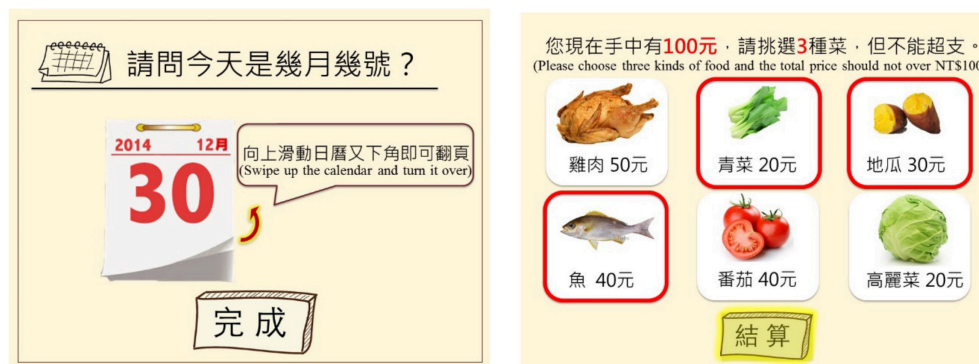 請問今天是幾月幾號？
2014 12月
30
向上滑動日曆又下角即可翻頁
(Swipe up the calendar and turn it over)
完成
您現在手中有100元，請挑選3種菜，但不能超支。
(Please choose three kinds of food and the total price should not over NT$100
雞肉 50元
青菜 20元
地瓜 30元
魚 40元
番茄 40元
高麗菜 20元
結算